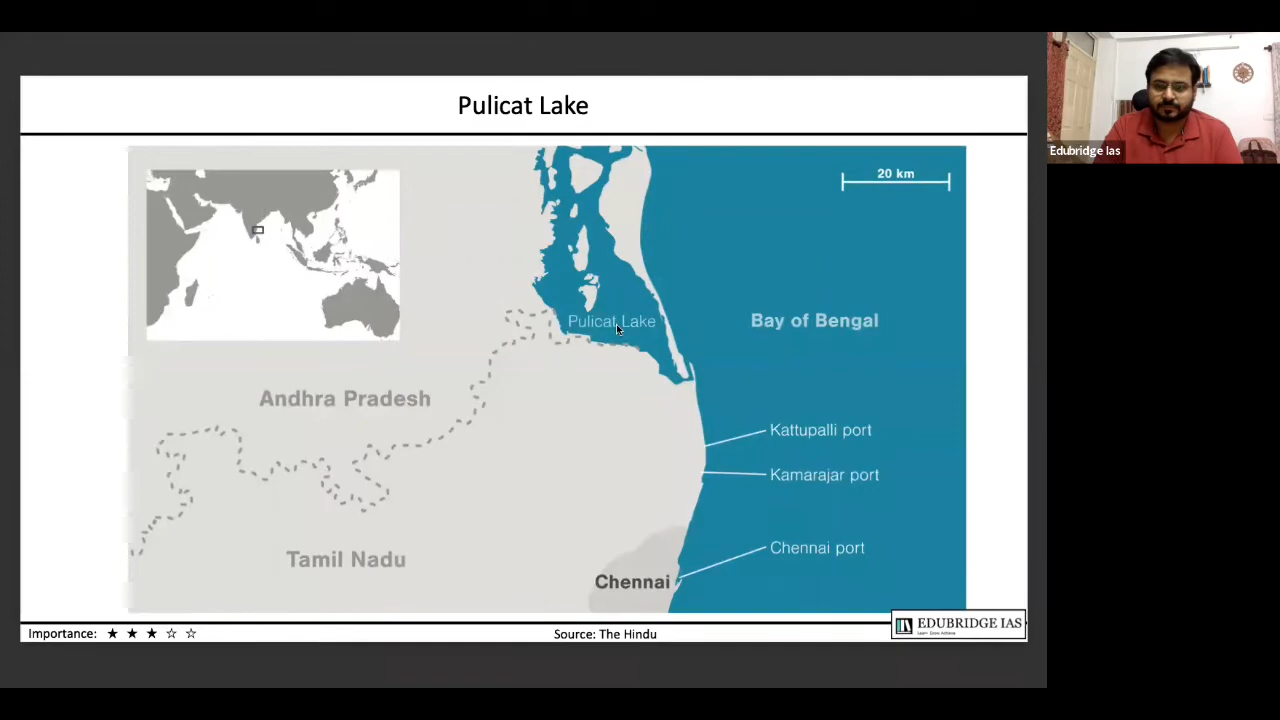 Pulicat Lake
Edubridge Ias
20 km
Pulicat Lake
Bay of Bengal
Andhra Pradesh
Kattupalli port
Kamarajar port
Chennai port
Tamil Nadu
Chennai
Importance: ★ ★ ★ ☆ ☆
Source: The Hindu
EDUBRIDGE IAS